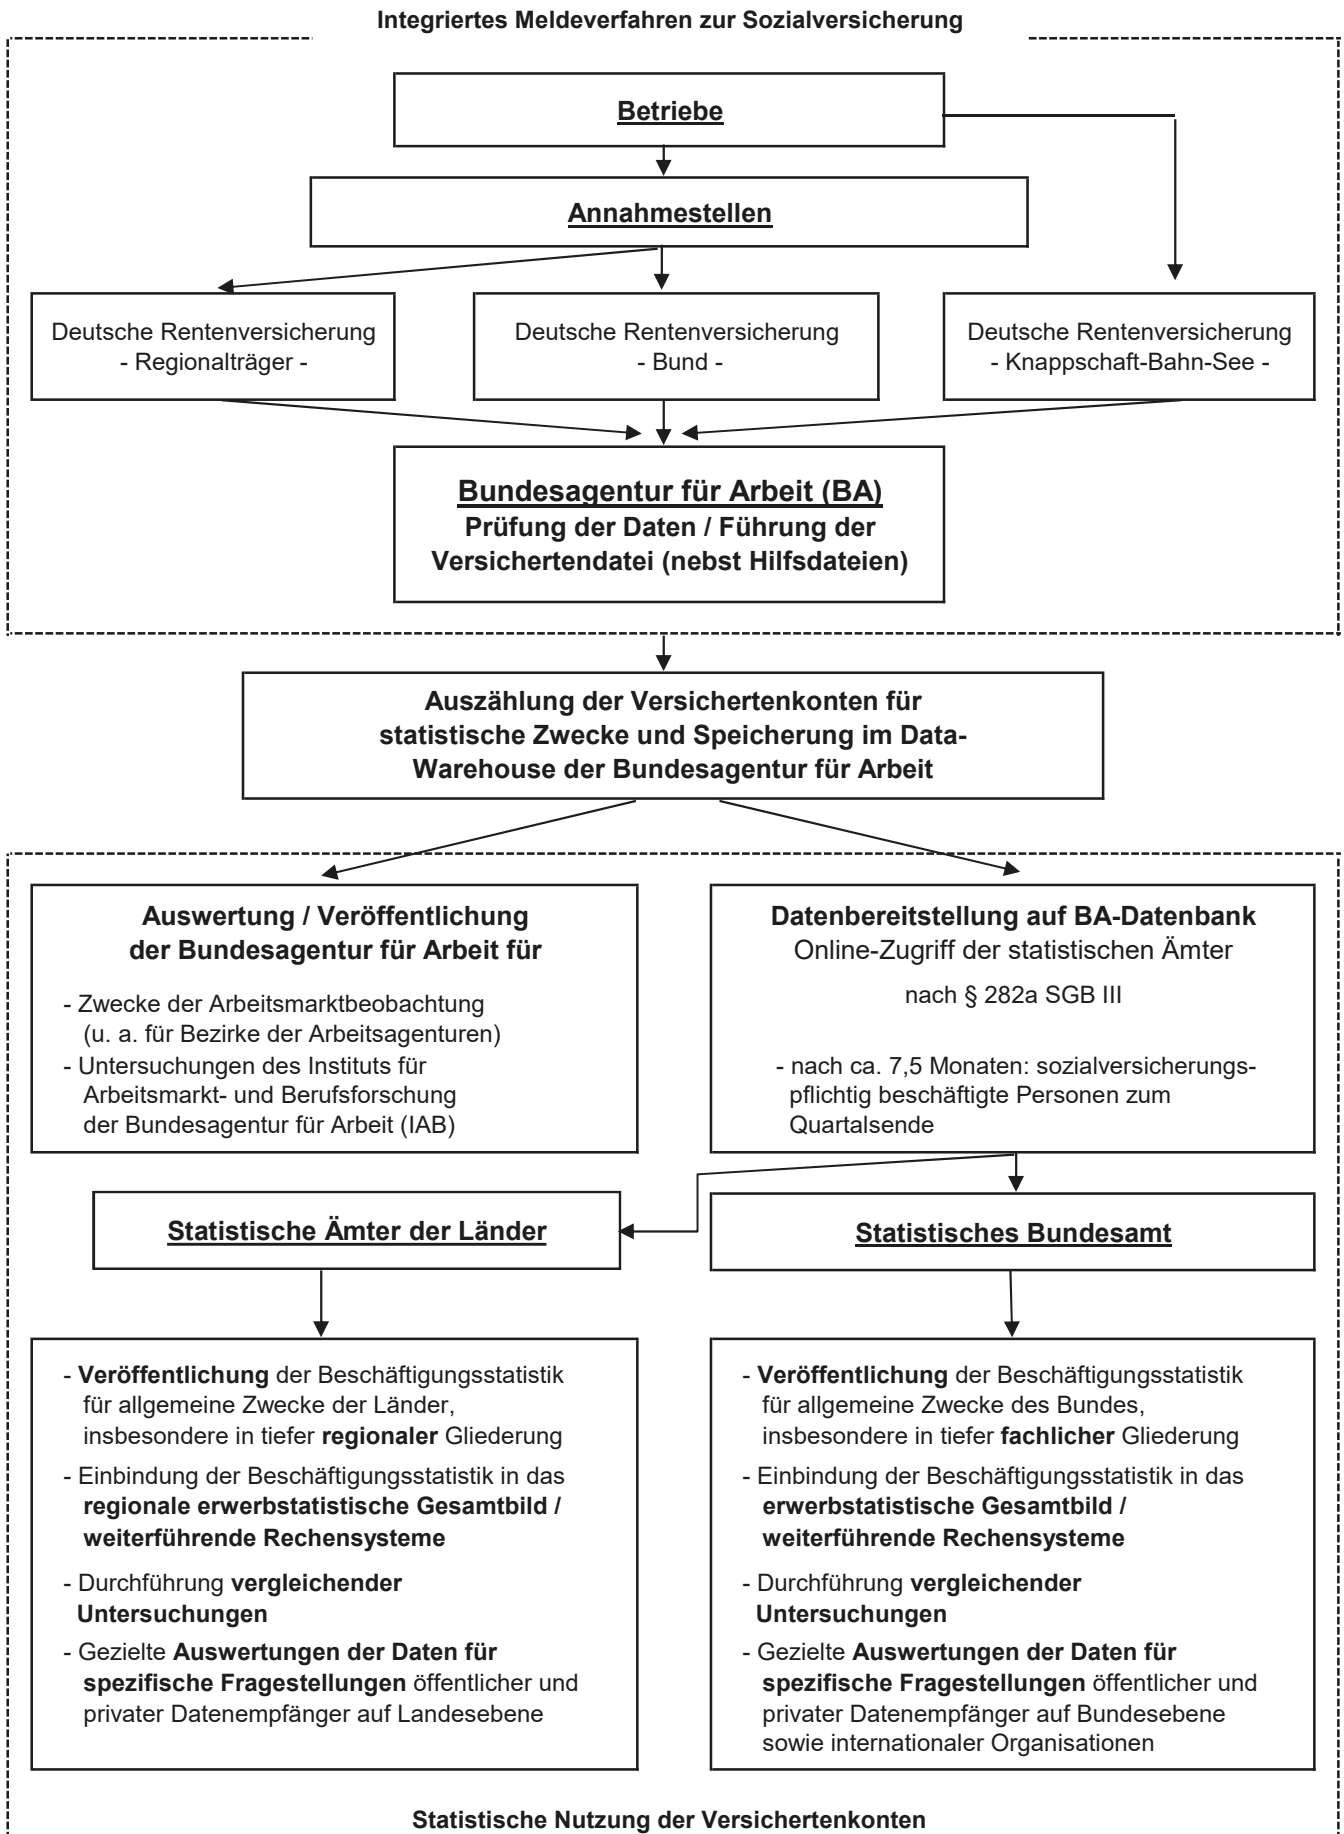 Integriertes Meldeverfahren zur Sozialversicherung
Betriebe
Annahmestellen
Deutsche Rentenversicherung
- Regionalträger -
Deutsche Rentenversicherung
- Bund -
Deutsche Rentenversicherung
- Knappschaft-Bahn-See -
Bundesagentur für Arbeit (BA)
Prüfung der Daten / Führung der
Versichertendatei (nebst Hilfsdateien)
Auszählung der Versichertenkonten für
statistische Zwecke und Speicherung im Data-
Warehouse der Bundesagentur für Arbeit
Auswertung / Veröffentlichung
der Bundesagentur für Arbeit für
- Zwecke der Arbeitsmarktbeobachtung
(u. a. für Bezirke der Arbeitsagenturen)
- Untersuchungen des Instituts für
Arbeitsmarkt- und Berufsforschung
der Bundesagentur für Arbeit (IAB)
Datenbereitstellung auf BA-Datenbank
Online-Zugriff der statistischen Ämter
nach § 282a SGB III
- nach ca. 7,5 Monaten: sozialversicherungs-
pflichtig beschäftigte Personen zum
Quartalsende
Statistische Ämter der Länder
Statistisches Bundesamt
- Veröffentlichung der Beschäftigungsstatistik
für allgemeine Zwecke der Länder,
insbesondere in tiefer regionaler Gliederung
- Einbindung der Beschäftigungsstatistik in das
regionale erwerbstatistische Gesamtbild /
weiterführende Rechensysteme
- Durchführung vergleichender
Untersuchungen
- Gezielte Auswertungen der Daten für
spezifische Fragestellungen öffentlicher und
privater Datenempfänger auf Landesebene
- Veröffentlichung der Beschäftigungsstatistik
für allgemeine Zwecke des Bundes,
insbesondere in tiefer fachlicher Gliederung
- Einbindung der Beschäftigungsstatistik in das
erwerbstatistische Gesamtbild /
weiterführende Rechensysteme
- Durchführung vergleichender
Untersuchungen
- Gezielte Auswertungen der Daten für
spezifische Fragestellungen öffentlicher und
privater Datenempfänger auf Bundesebene
sowie internationaler Organisationen
Statistische Nutzung der Versichertenkonten